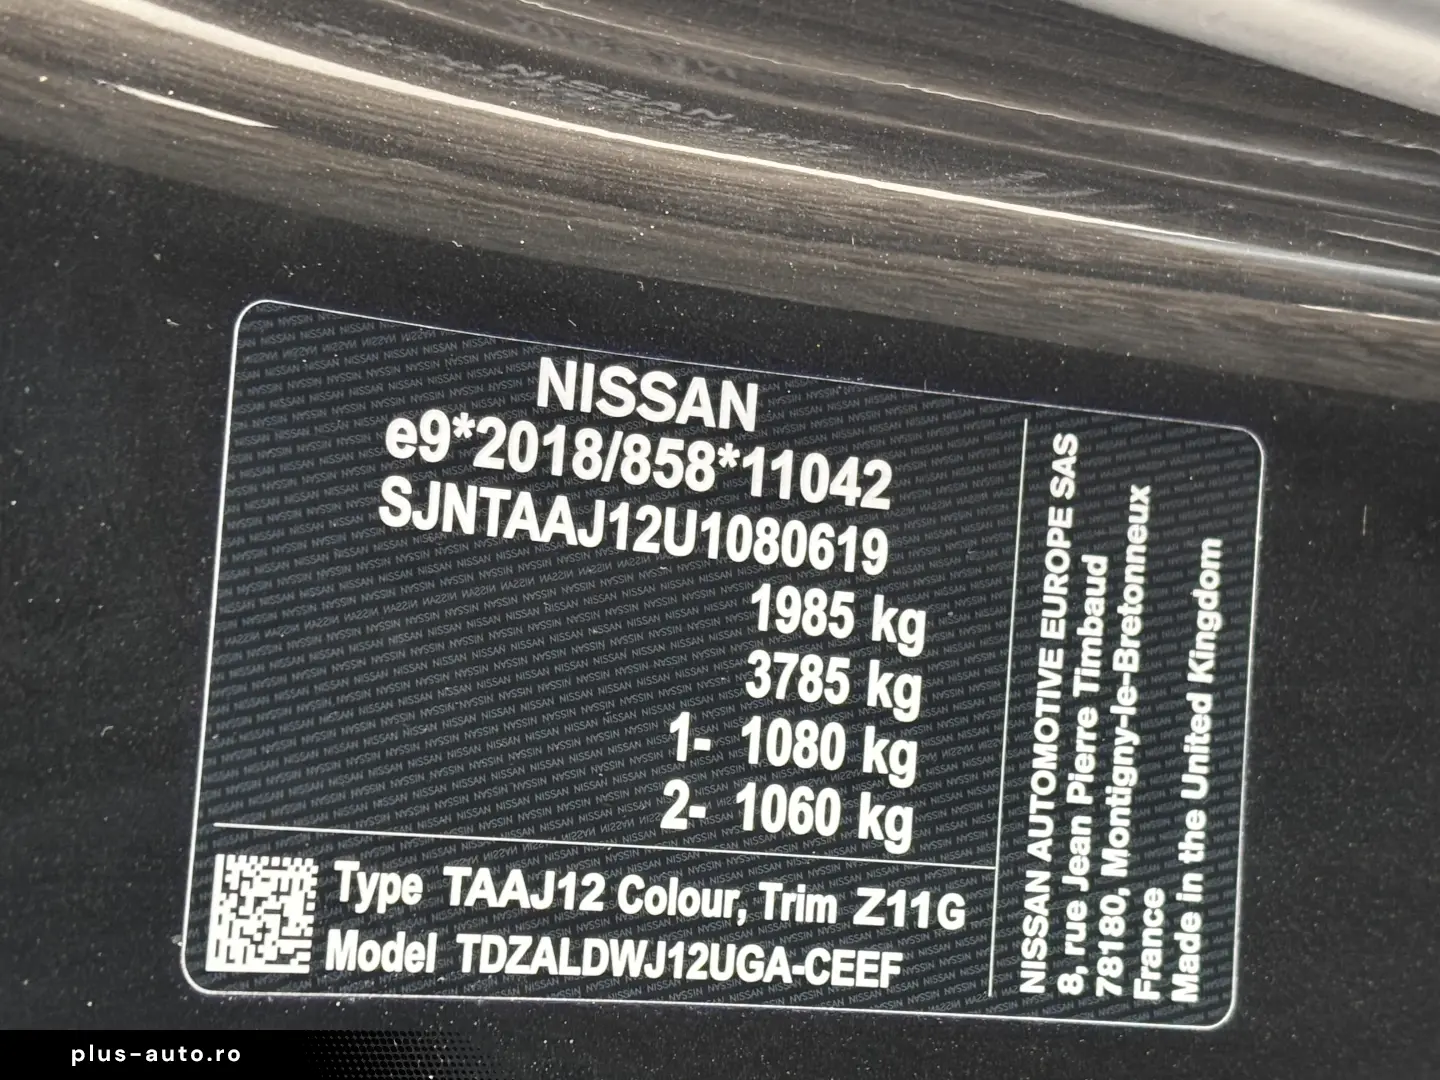 NISSAN
e9*2018/858*11042
SJNTAAJ12U1080619
1985 kg
3785 kg
1- 1080 kg
2- 1060 kg
Type TAAJ12 Colour, Trim Z11G
Model TDZALDWJ12UGA-CEEF
NISSAN AUTOMOTIVE EUROPE SAS
8, rue Jean Pierre Timbaud
78180, Montigny-le-Bretonneux
France
Made in the United Kingdom
plus-auto.ro